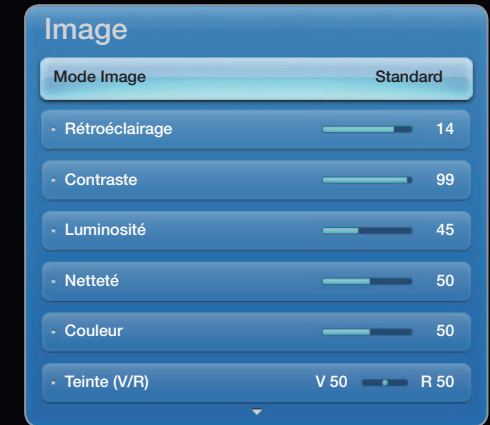 Image
Mode Image Standard
Rétroéclairage 14
Contraste 99
Luminosité 45
Netteté 50
Couleur 50
Teinte (V/R) V 50 R 50